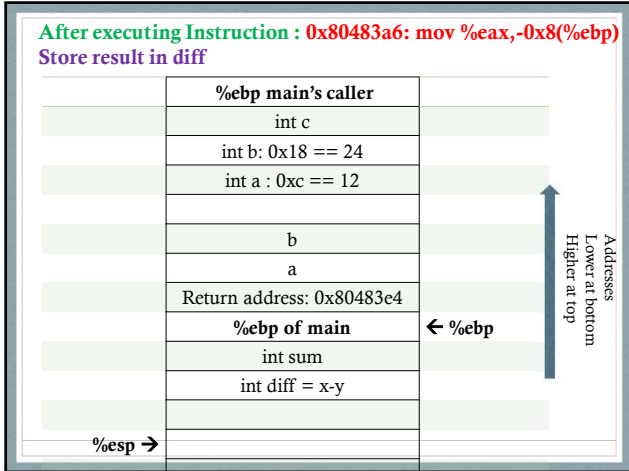 After executing Instruction : 0x80483a6: mov %eax,-0x8(%ebp)
Store result in diff
%ebp main's caller
int c
int b: 0x18 == 24
int a : 0xc == 12
b
a
Return address: 0x80483e4
%ebp of main
← %ebp
int sum
int diff = x-y
%esp →
Addresses
Lower at bottom
Higher at top